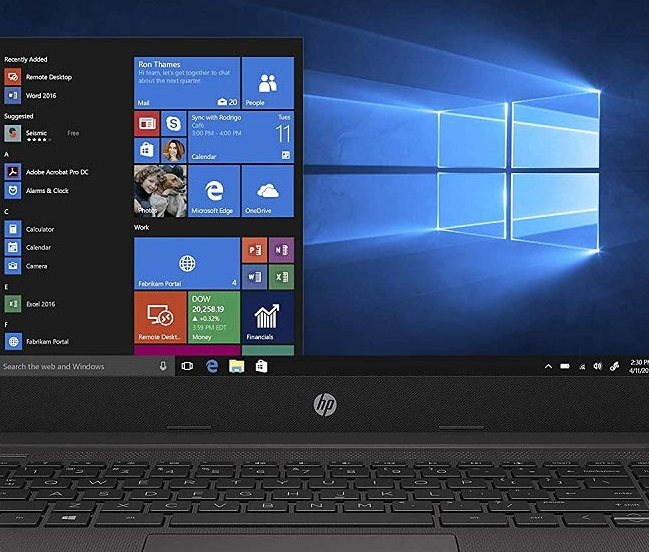 Recently Added
Remote Desktop
Word 2016
Suggested
Seismic Free
A
Adobe Acrobat Pro DC
Alarms & Clock
C
Calculator
Calendar
Camera
E
Excel 2016
F
Fabrikam Portal
Ron Thames
Hi team, let's get together to chat
about the next quarter.
Mail 20
People
Sync with Rodrigo
Café
3:00 PM - 4:00 PM
Tues
11
Calendar
Photos
Microsoft Edge
OneDrive
Work
Fabrikam Portal 4
Remote Deskt...
DOW
20,258.19
▲ +0.32%
3:59 PM EDT
Money
Financials
Search the web and Windows
2:30 PM
hp
Q W E R T Y U I O P
A S D F G H J K L
Z X C V B N M